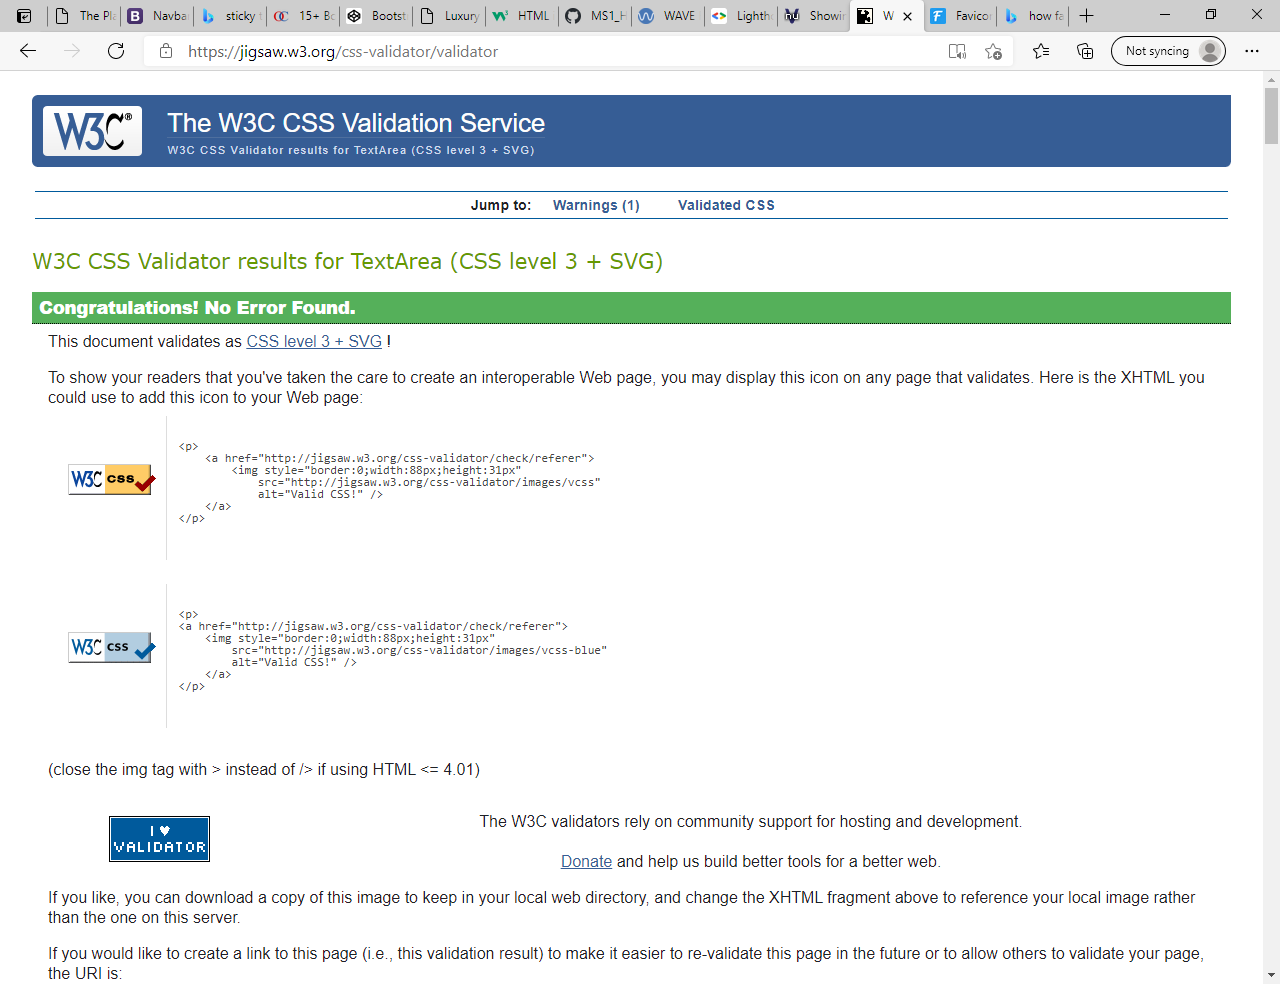 The Pla
Navba
sticky f
15+ Bo
Bootst
Luxury
HTML
MS1_H
WAVE
Lighth
Showin
W
Favico
how fa
https://jigsaw.w3.org/css-validator/validator
Not syncing
W3C®
The W3C CSS Validation Service
W3C CSS Validator results for TextArea (CSS level 3 + SVG)
Jump to: Warnings (1) Validated CSS
W3C CSS Validator results for TextArea (CSS level 3 + SVG)
Congratulations! No Error Found.
This document validates as CSS level 3 + SVG !
To show your readers that you've taken the care to create an interoperable Web page, you may display this icon on any page that validates. Here is the XHTML you
could use to add this icon to your Web page:
W3C css
<p>
<a href="http://jigsaw.w3.org/css-validator/check/referer">
<img style="border:0;width:88px;height:31px"
src="http://jigsaw.w3.org/css-validator/images/vcss"
alt="Valid CSS!" />
</a>
</p>
W3C css
<p>
<a href="http://jigsaw.w3.org/css-validator/check/referer">
<img style="border:0;width:88px;height:31px"
src="http://jigsaw.w3.org/css-validator/images/vcss-blue"
alt="Valid CSS!" />
</a>
</p>
(close the img tag with > instead of /> if using HTML <= 4.01)
I ♥
VALIDATOR
The W3C validators rely on community support for hosting and development.
Donate and help us build better tools for a better web.
If you like, you can download a copy of this image to keep in your local web directory, and change the XHTML fragment above to reference your local image rather
than the one on this server.
If you would like to create a link to this page (i.e., this validation result) to make it easier to re-validate this page in the future or to allow others to validate your page,
the URI is: